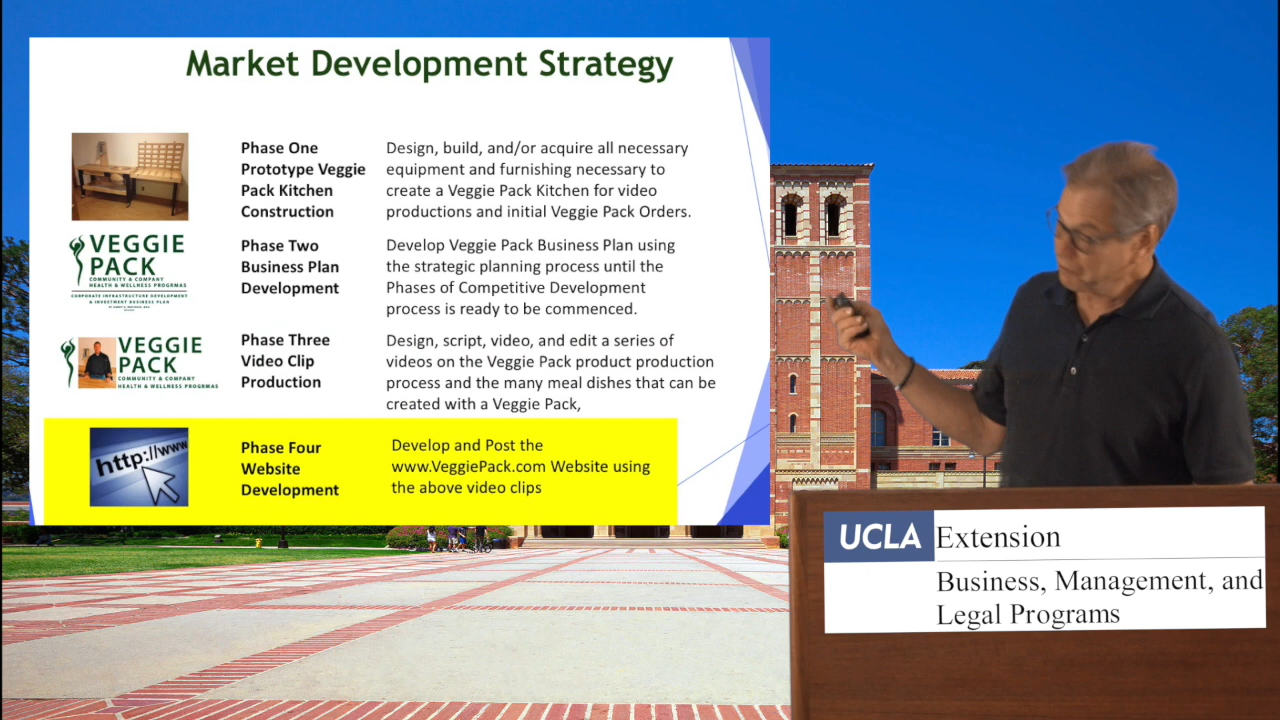 Market Development Strategy
Phase One
Prototype Veggie
Pack Kitchen
Construction
Design, build, and/or acquire all necessary
equipment and furnishing necessary to
create a Veggie Pack Kitchen for video
productions and initial Veggie Pack Orders.
VEGGIE
PACK
COMMUNITY & COMPANY
HEALTH & WELLNESS PROGRMAS
CORPORATE INFRASTRUCTURE DEVELOPMENT
& INVESTMENT BUSINESS PLAN
Phase Two
Business Plan
Development
Develop Veggie Pack Business Plan using
the strategic planning process until the
Phases of Competitive Development
process is ready to be commenced.
VEGGIE
PACK
COMMUNITY & COMPANY
HEALTH & WELLNESS PROGRMAS
Phase Three
Video Clip
Production
Design, script, video, and edit a series of
videos on the Veggie Pack product production
process and the many meal dishes that can be
created with a Veggie Pack,
http://www
Phase Four
Website
Development
Develop and Post the
www.VeggiePack.com Website using
the above video clips
UCLA Extension
Business, Management, and
Legal Programs